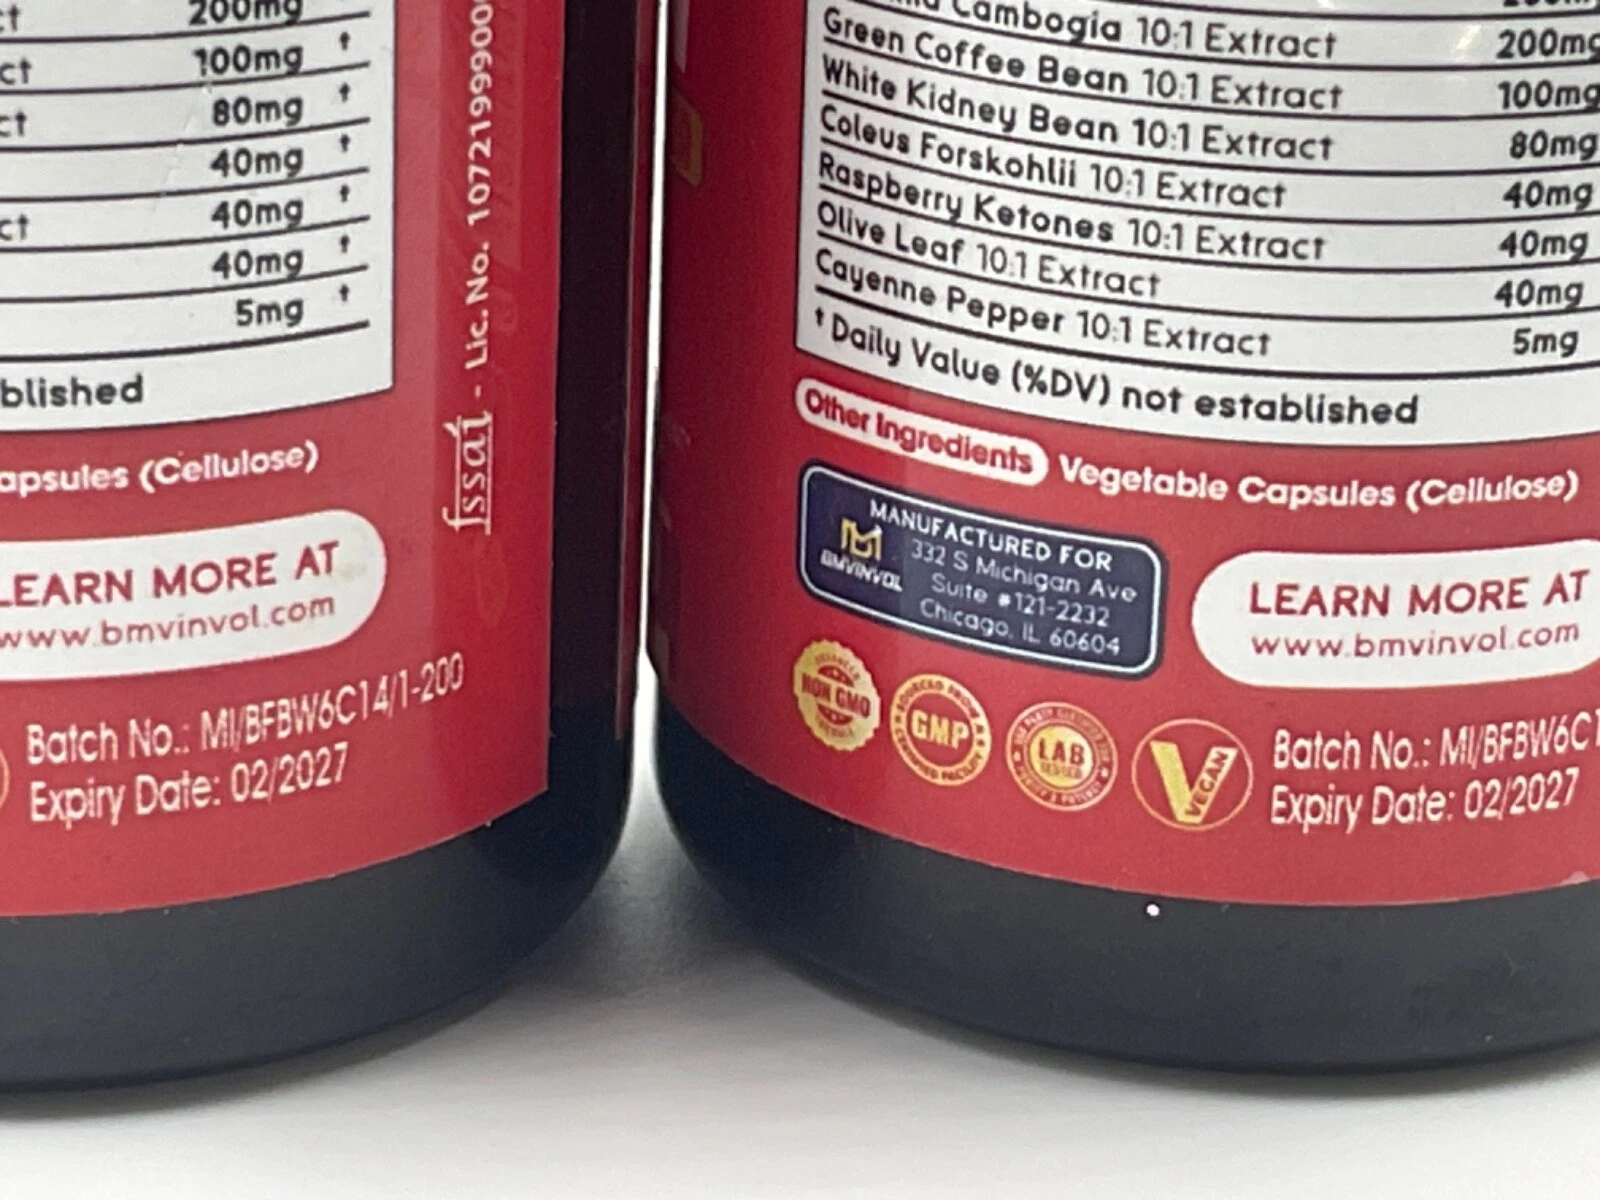 ct 200mg
ct 100mg †
ct 80mg †
40mg †
ct 40mg †
40mg †
5mg †
blished
apsules (Cellulose)
LEARN MORE AT
www.bmvinvol.com
Batch No.: MI/BFBW6C14/1-200
Expiry Date: 02/2027
fssai - Lic. No. 107219990
Cambogia 10:1 Extract 200mg
Green Coffee Bean 10:1 Extract 100mg
White Kidney Bean 10:1 Extract 80mg
Coleus Forskohlii 10:1 Extract 40mg
Raspberry Ketones 10:1 Extract 40mg
Olive Leaf 10:1 Extract 40mg
Cayenne Pepper 10:1 Extract 5mg
† Daily Value (%DV) not established
Other Ingredients Vegetable Capsules (Cellulose)
MANUFACTURED FOR
BMVINVOL
332 S Michigan Ave
Suite #121-2232
Chicago, IL 60604
LEARN MORE AT
www.bmvinvol.com
NON GMO
GMP
LAB
TESTED
VEGAN
Batch No.: MI/BFBW6C1
Expiry Date: 02/2027